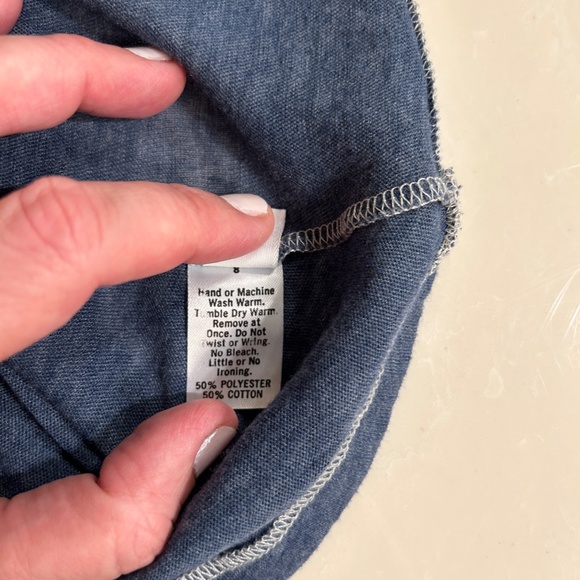 8
Hand or Machine
Wash Warm.
Tumble Dry Warm.
Remove at
Once. Do Not
Twist or Wring.
No Bleach.
Little or No
Ironing.
50% POLYESTER
50% COTTON